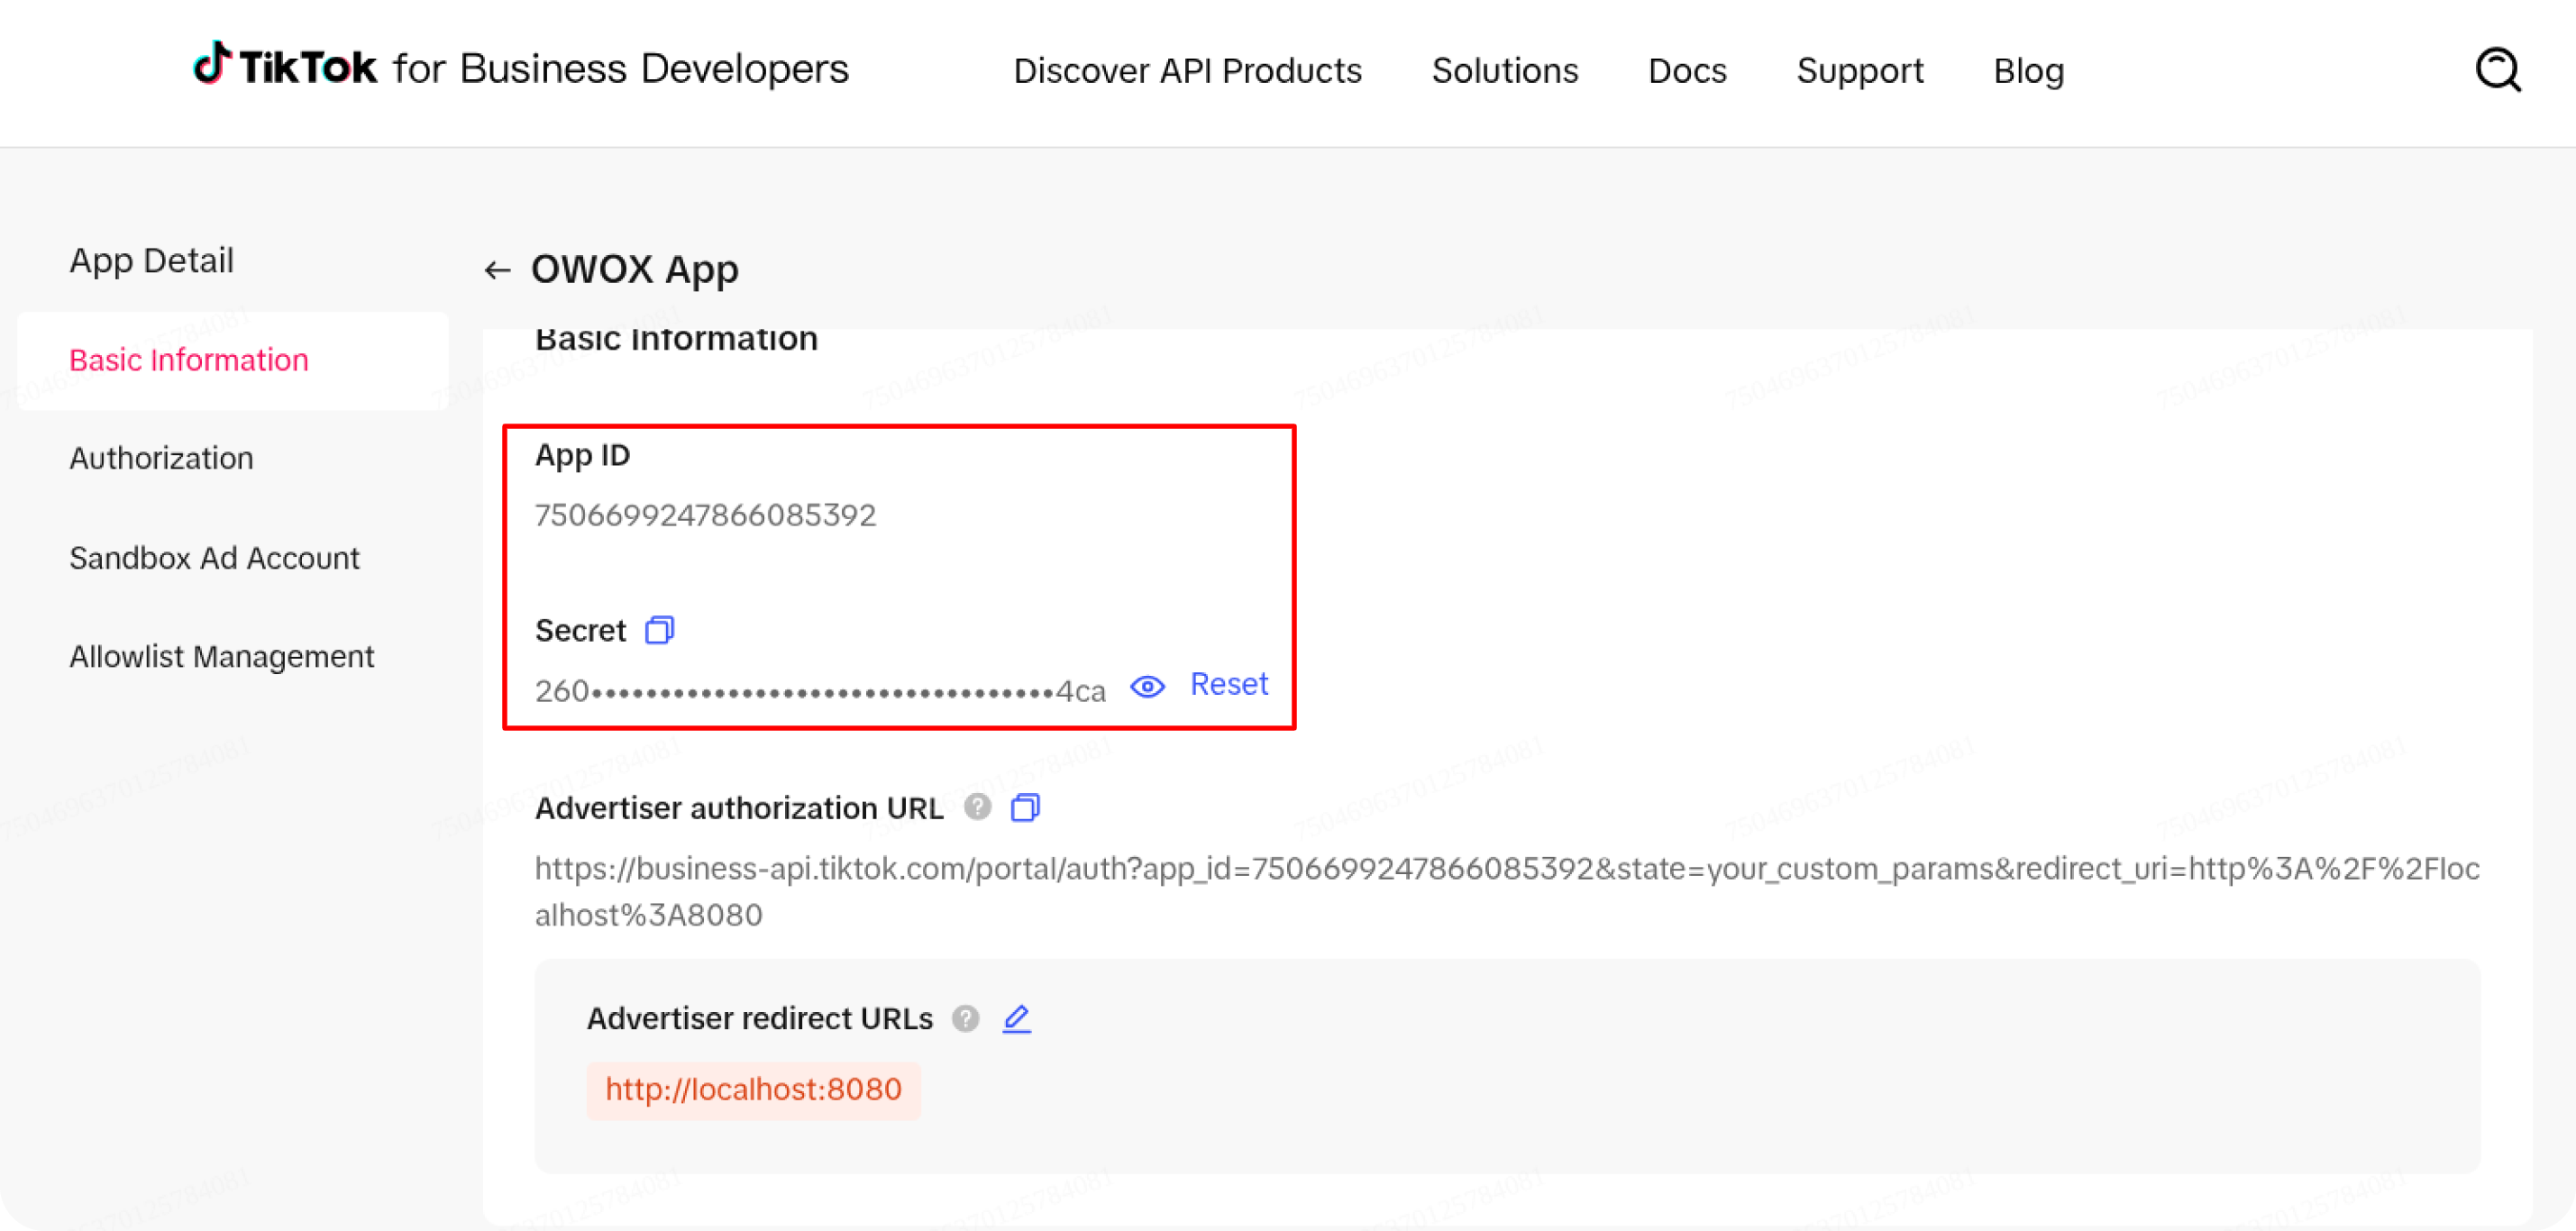 TikTok for Business Developers
Discover API Products
Solutions
Docs
Support
Blog
App Detail
Basic Information
Authorization
Sandbox Ad Account
Allowlist Management
← OWOX App
Basic Information
App ID
7506699247866085392
Secret
260••••••••••••••••••••••••••••••••••4ca
Reset
Advertiser authorization URL ?
https://business-api.tiktok.com/portal/auth?app_id=7506699247866085392&state=your_custom_params&redirect_uri=http%3A%2F%2Floc
alhost%3A8080
Advertiser redirect URLs ?
http://localhost:8080
7504696370125784081